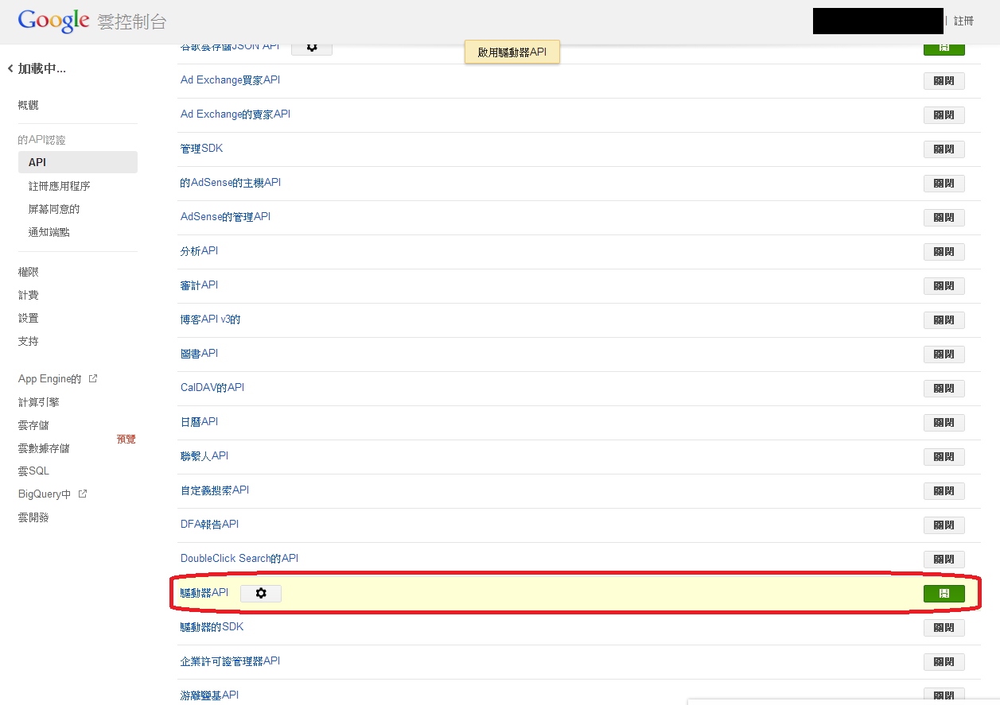 Google 雲控制台
註冊
谷歌雲存儲JSON API
啟用驅動器API
開
加載中...
概觀
的API認證
API
註冊應用程序
屏幕同意的
通知端點
權限
計費
設置
支持
App Engine的
計算引擎
雲存儲
雲數據存儲
預覽
雲SQL
BigQuery中
雲開發
Ad Exchange買家API
關閉
Ad Exchange的賣家API
關閉
管理SDK
關閉
的AdSense的主機API
關閉
AdSense的管理API
關閉
分析API
關閉
審計API
關閉
博客API v3的
關閉
圖書API
關閉
CalDAV的API
關閉
日曆API
關閉
聯繫人API
關閉
自定義搜索API
關閉
DFA報告API
關閉
DoubleClick Search的API
關閉
驅動器API
開
驅動器的SDK
關閉
企業許可證管理器API
關閉
游離鹽基API
關閉